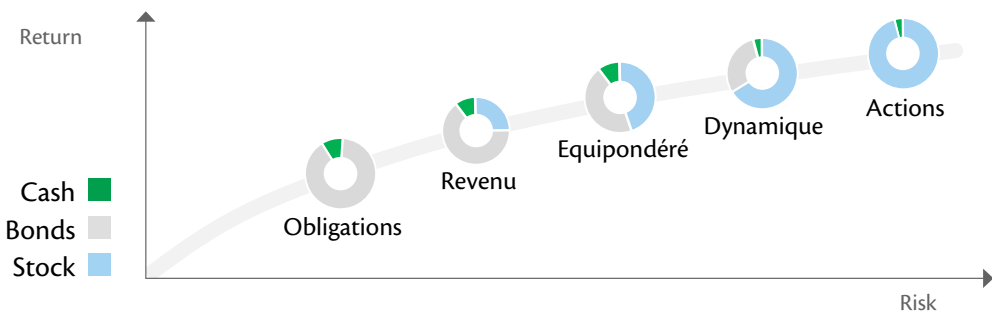 Return
Actions
Dynamique
Equipondéré
Revenu
Obligations
Cash
Bonds
Stock
Risk